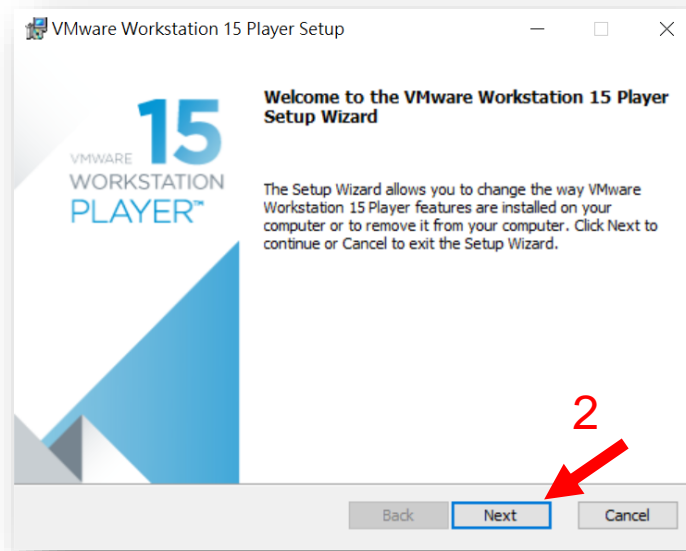 VMware Workstation 15 Player Setup
15
VMWARE
WORKSTATION
PLAYER™
Welcome to the VMware Workstation 15 Player
Setup Wizard
The Setup Wizard allows you to change the way VMware
Workstation 15 Player features are installed on your
computer or to remove it from your computer. Click Next to
continue or Cancel to exit the Setup Wizard.
2
Back Next Cancel